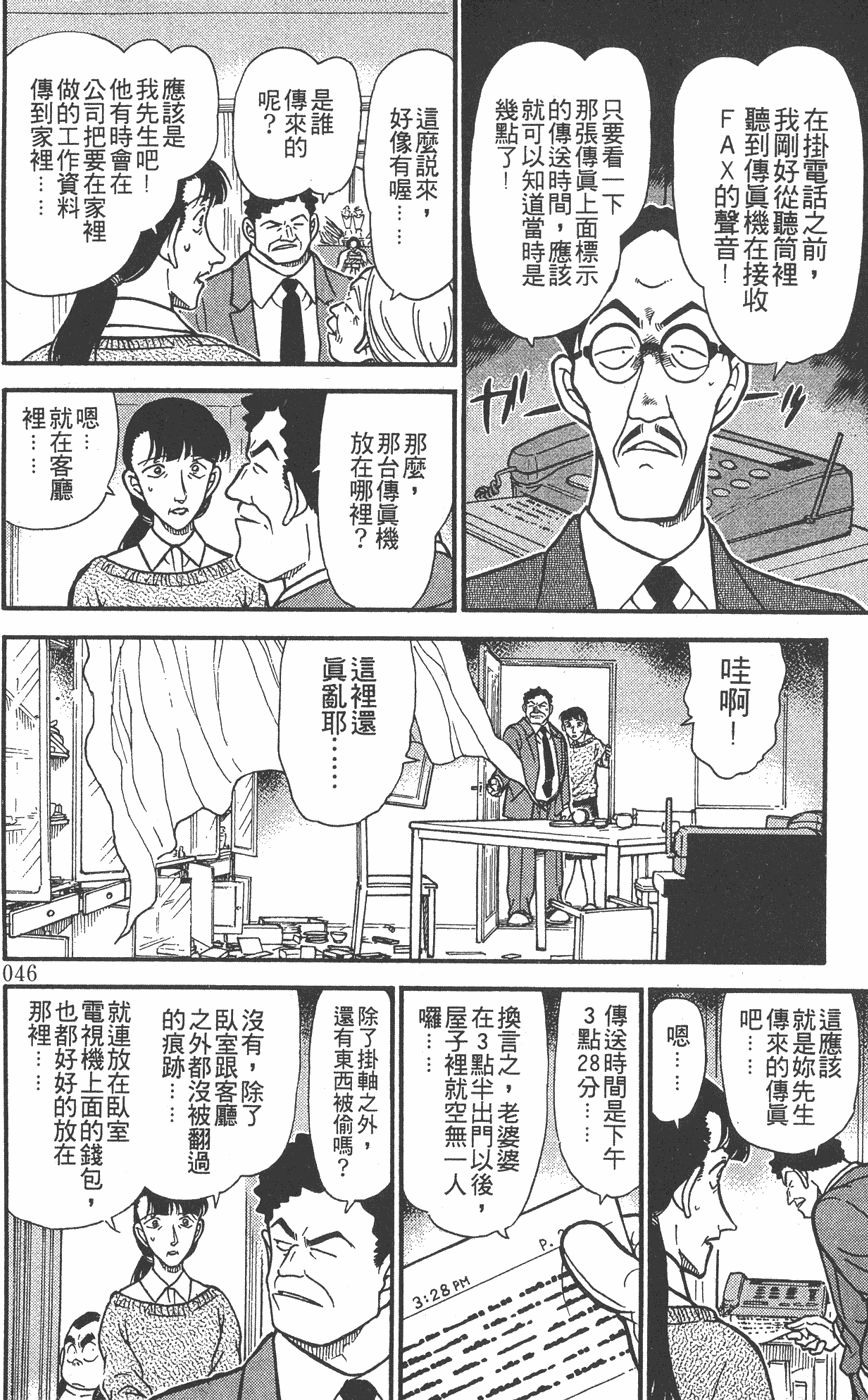 在掛電話之前，
我剛好從聽筒裡
聽到傳真機在接收
FAX的聲音！
只要看一下
那張傳真上面標示
的傳送時間，應該
就可以知道當時是
幾點了！
這麼說來，
好像有喔……
是誰
傳來的
呢？
應該是
我先生吧！
他有時會在
公司把要在家裡
做的工作資料
傳到家裡……
那麼，
那台傳真機
放在哪裡？
嗯…
就在客廳
裡……
哇啊！
這裡還
真亂耶……
046
這應該
就是妳先生
傳來的傳真
吧……
嗯…
傳送時間是下午
3點28分……
換言之，老婆婆
在3點半出門以後，
屋子裡就空無一人
囉……
P.
3:28 PM
除了掛軸之外，
還有東西被偷嗎？
沒有，除了
臥室跟客廳
之外都沒被翻過
的痕跡……
就連放在臥室
電視機上面的錢包，
也都好好的放在
那裡……